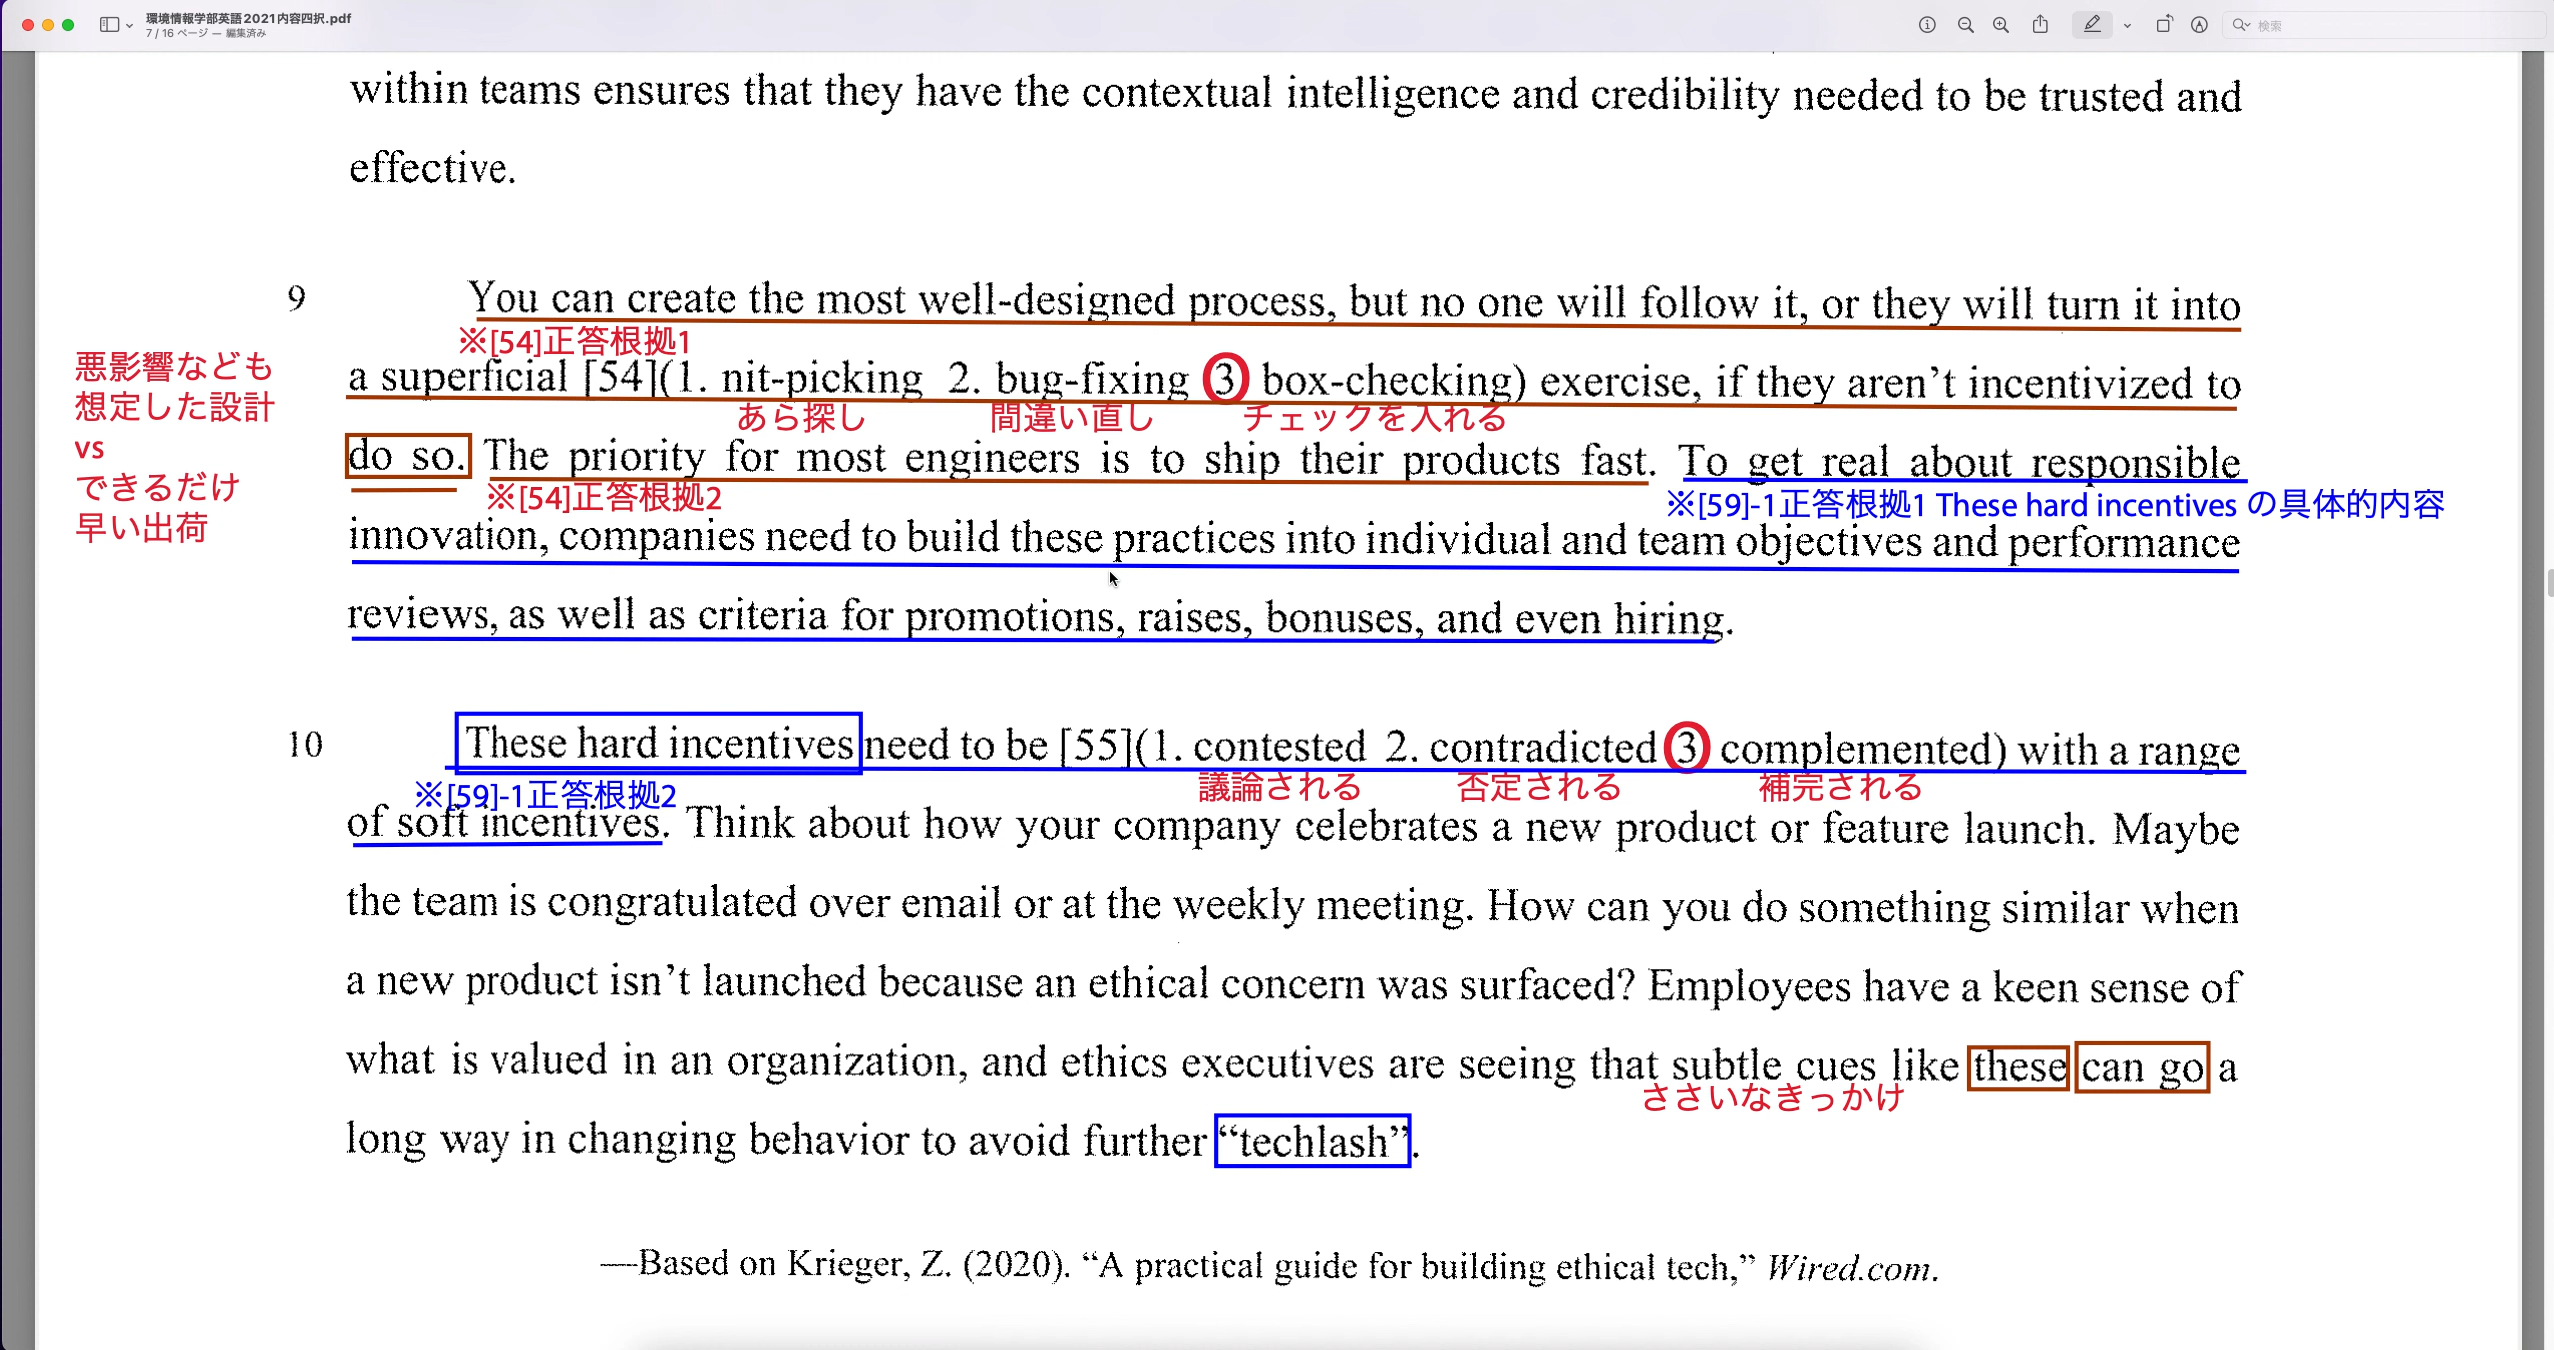 環境情報学部英語2021内容四択.pdf
7 / 16 ページ — 編集済み
検索
within teams ensures that they have the contextual intelligence and credibility needed to be trusted and
effective.
9 You can create the most well-designed process, but no one will follow it, or they will turn it into
※[54]正答根拠1
a superficial [54](1. nit-picking 2. bug-fixing 3 box-checking) exercise, if they aren't incentivized to
あら探し 間違い直し チェックを入れる
do so. The priority for most engineers is to ship their products fast. To get real about responsible
※[54]正答根拠2 ※[59]-1正答根拠1 These hard incentives の具体的内容
悪影響なども
想定した設計
vs
できるだけ
早い出荷
innovation, companies need to build these practices into individual and team objectives and performance
reviews, as well as criteria for promotions, raises, bonuses, and even hiring.
10 These hard incentives need to be [55](1. contested 2. contradicted 3 complemented) with a range
※[59]-1正答根拠2 議論される 否定される 補完される
of soft incentives. Think about how your company celebrates a new product or feature launch. Maybe
the team is congratulated over email or at the weekly meeting. How can you do something similar when
a new product isn't launched because an ethical concern was surfaced? Employees have a keen sense of
what is valued in an organization, and ethics executives are seeing that subtle cues like these can go a
ささいなきっかけ
long way in changing behavior to avoid further “techlash”.
—Based on Krieger, Z. (2020). “A practical guide for building ethical tech,” Wired.com.